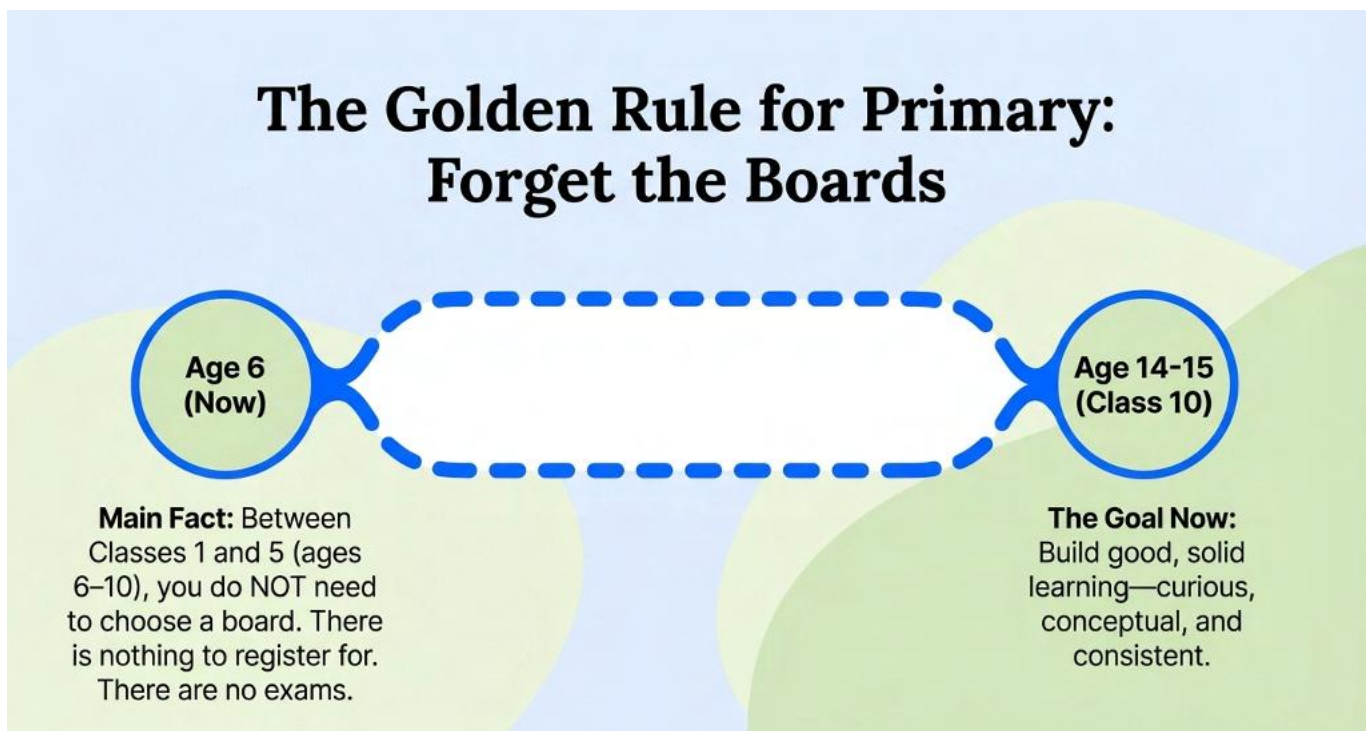 The Golden Rule for Primary:
Forget the Boards
Age 6
(Now)
Age 14-15
(Class 10)
Main Fact: Between
Classes 1 and 5 (ages
6–10), you do NOT need
to choose a board. There
is nothing to register for.
There are no exams.
The Goal Now:
Build good, solid
learning—curious,
conceptual, and
consistent.